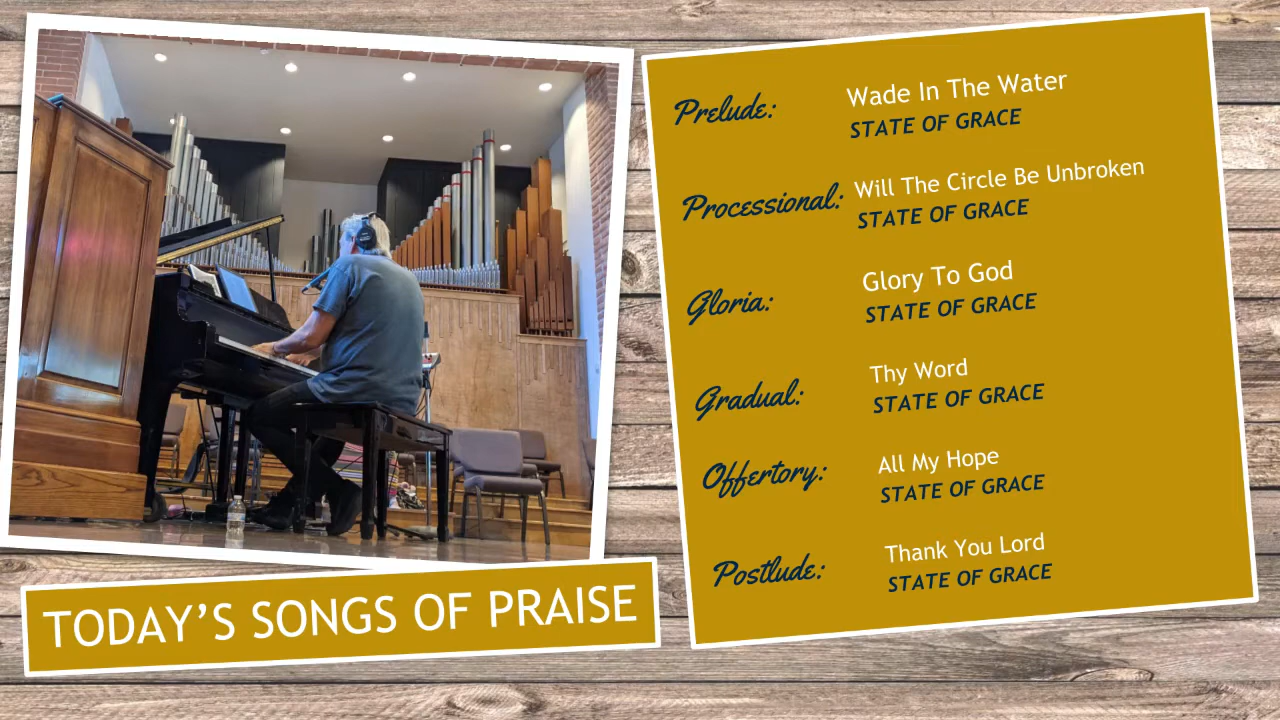 Prelude: Wade In The Water
STATE OF GRACE
Processional: Will The Circle Be Unbroken
STATE OF GRACE
Gloria: Glory To God
STATE OF GRACE
Gradual: Thy Word
STATE OF GRACE
Offertory: All My Hope
STATE OF GRACE
Postlude: Thank You Lord
STATE OF GRACE
TODAY'S SONGS OF PRAISE